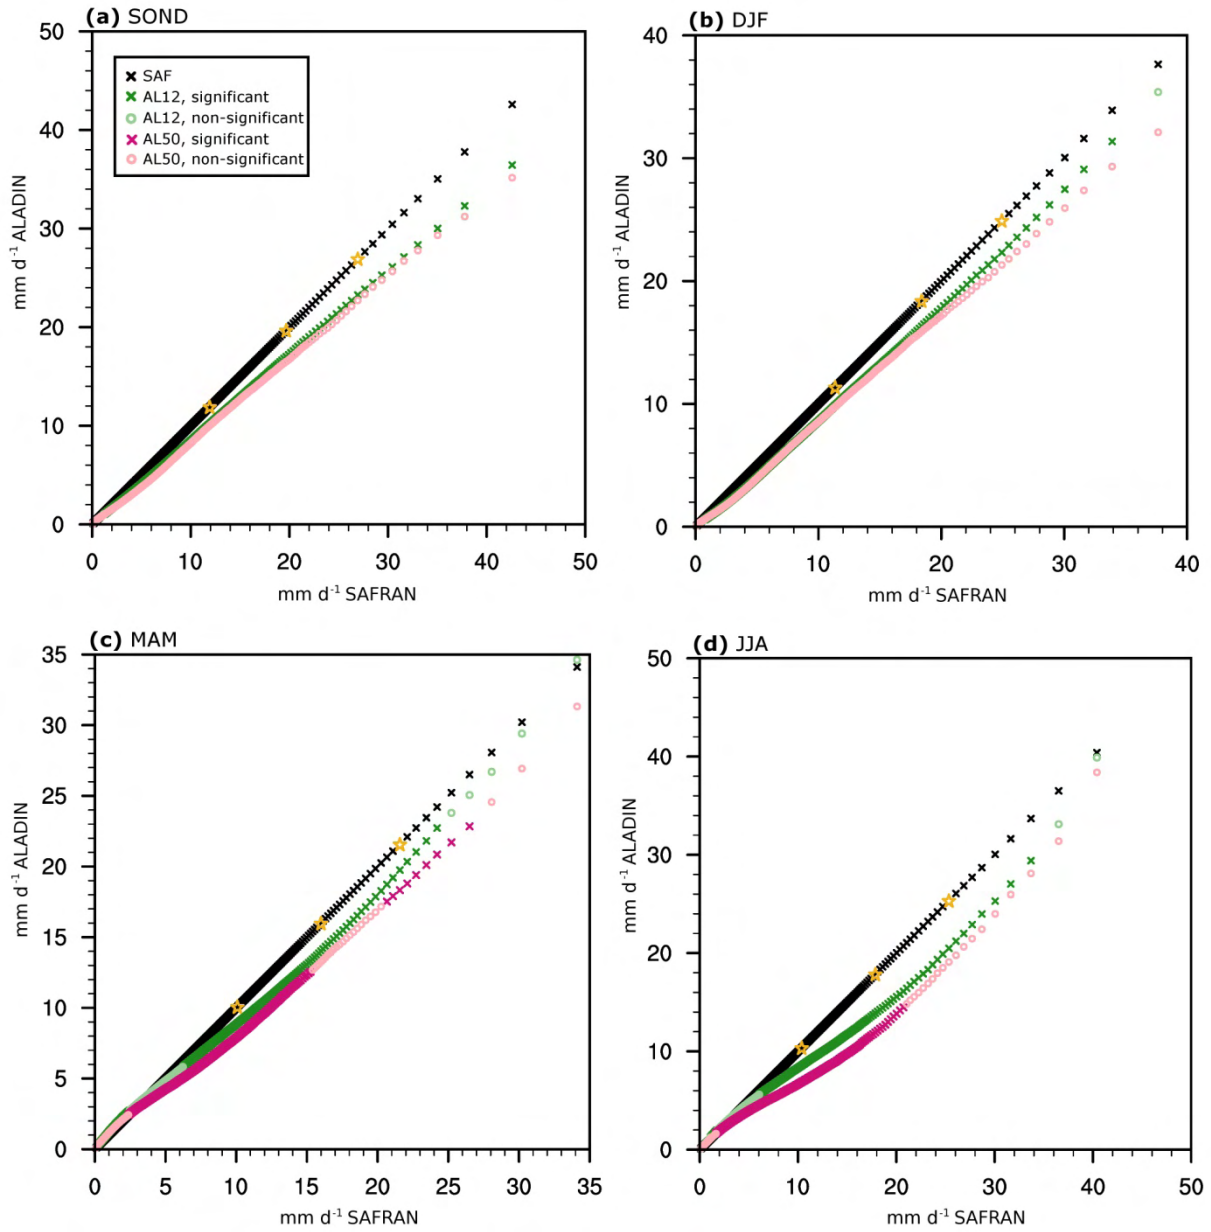 (a) SOND
50
40
30
20
10
0
0 10 20 30 40 50
mm d-1 ALADIN
mm d-1 SAFRAN
SAF
AL12, significant
AL12, non-significant
AL50, significant
AL50, non-significant
(b) DJF
40
30
20
10
0
0 10 20 30 40
mm d-1 ALADIN
mm d-1 SAFRAN
(c) MAM
35
30
25
20
15
10
5
0
0 5 10 15 20 25 30 35
mm d-1 ALADIN
mm d-1 SAFRAN
(d) JJA
50
40
30
20
10
0
0 10 20 30 40 50
mm d-1 ALADIN
mm d-1 SAFRAN